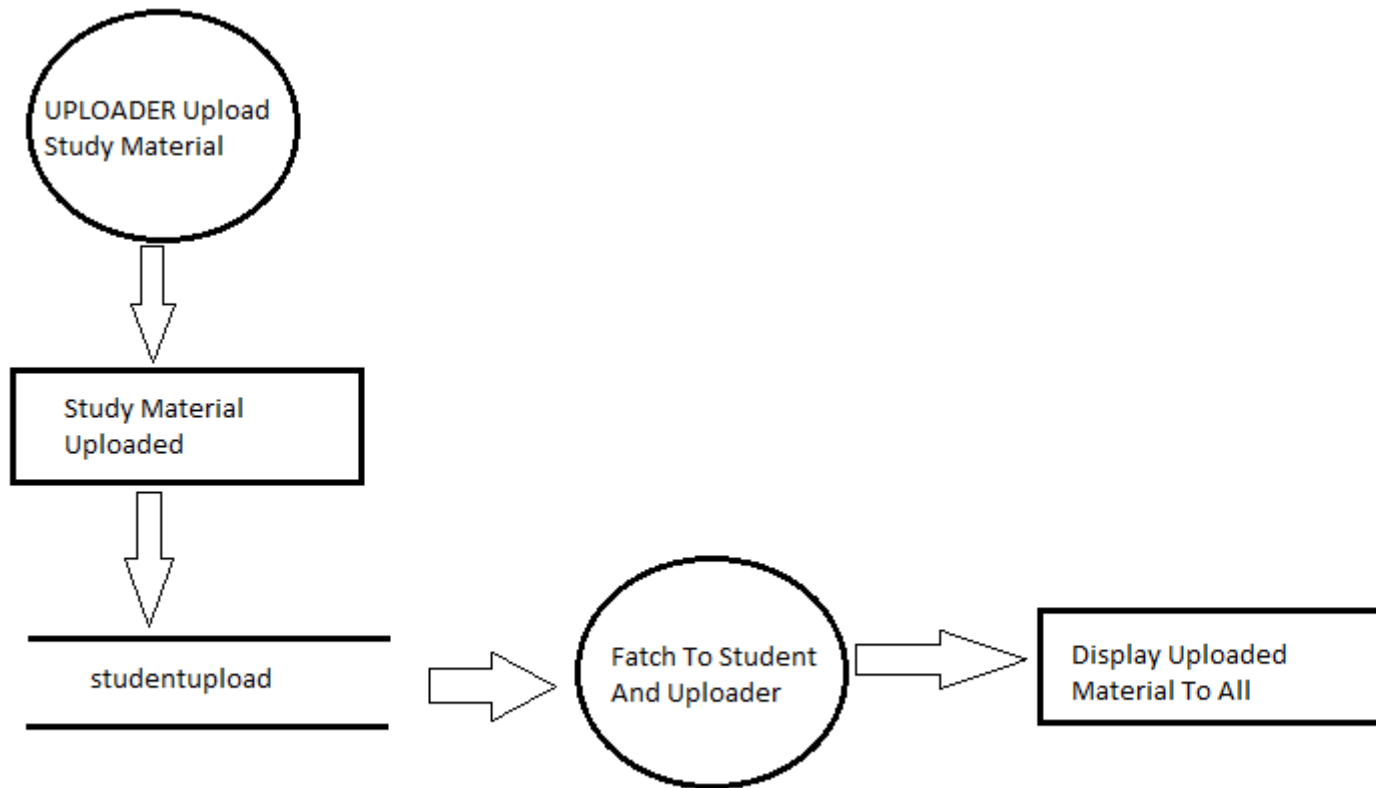 UPLOADER Upload
Study Material
Study Material
Uploaded
studentupload
Fatch To Student
And Uploader
Display Uploaded
Material To All